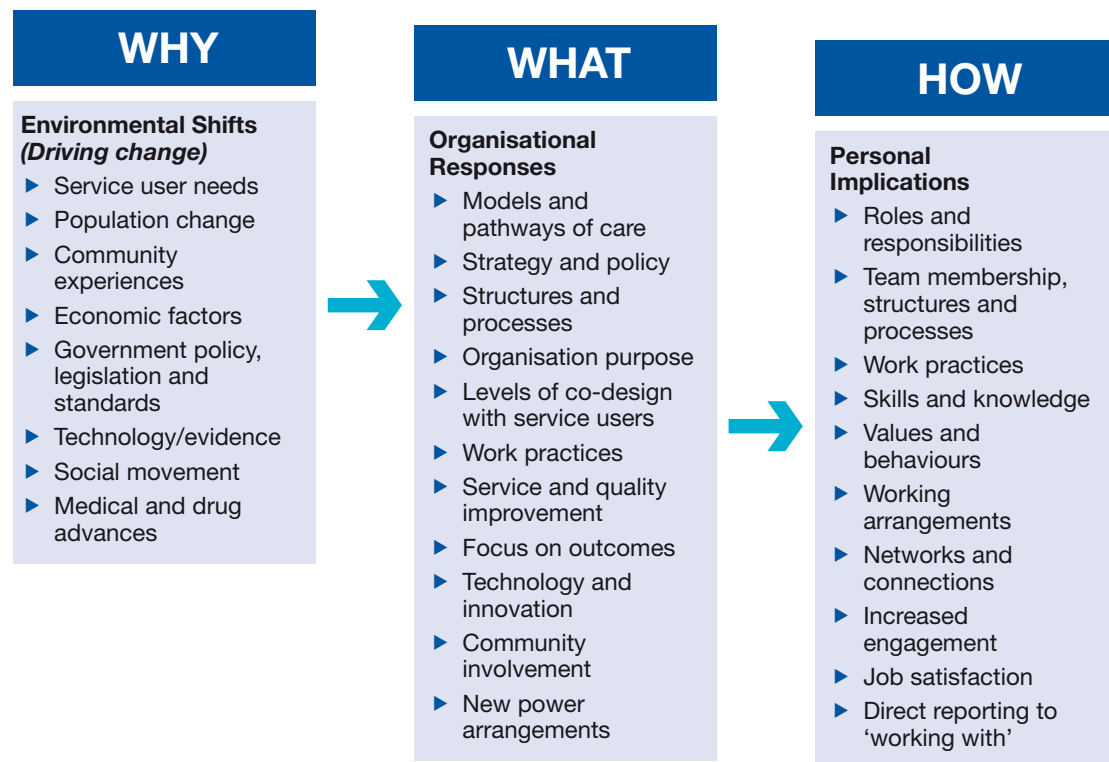 WHY
Environmental Shifts
(Driving change)
Service user needs
Population change
Community
experiences
Economic factors
Government policy,
legislation and
standards
Technology/evidence
Social movement
Medical and drug
advances
WHAT
Organisational
Responses
Models and
pathways of care
Strategy and policy
Structures and
processes
Organisation purpose
Levels of co-design
with service users
Work practices
Service and quality
improvement
Focus on outcomes
Technology and
innovation
Community
involvement
New power
arrangements
HOW
Personal
Implications
Roles and
responsibilities
Team membership,
structures and
processes
Work practices
Skills and knowledge
Values and
behaviours
Working
arrangements
Networks and
connections
Increased
engagement
Job satisfaction
Direct reporting to
‘working with’